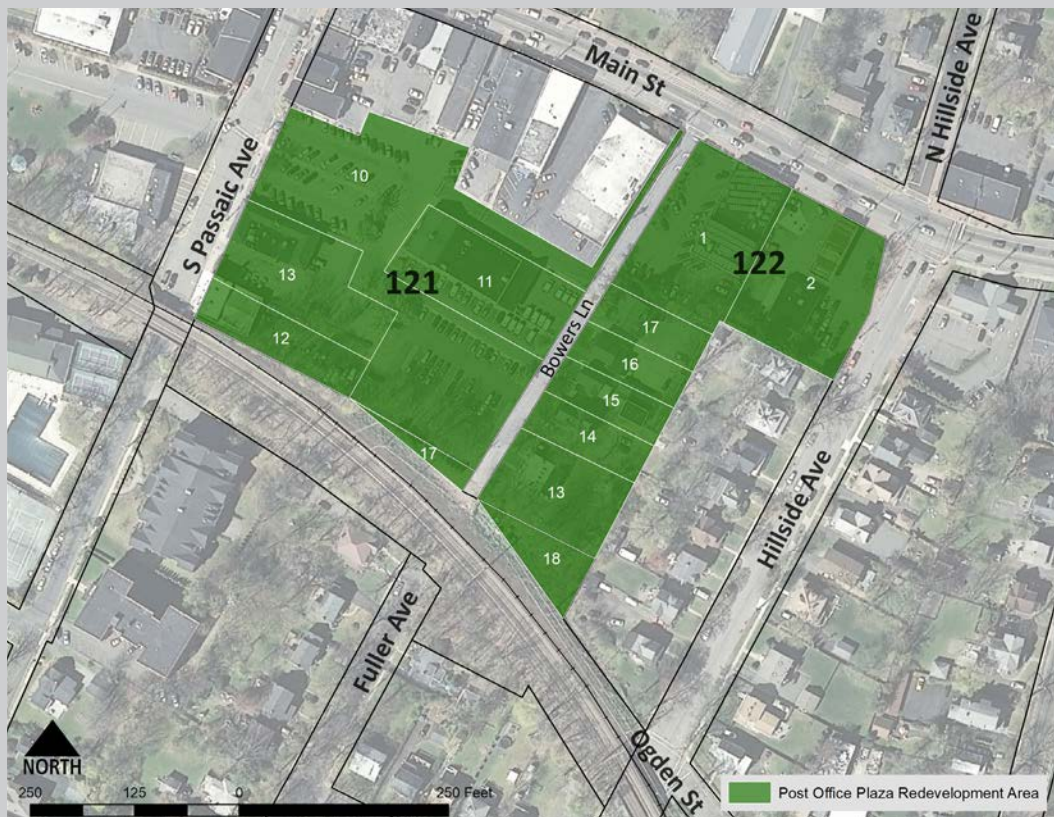 Main St
N Hillside Ave
S Passaic Ave
10
1
122
2
13
121
11
17
Bowers Ln
12
16
15
14
17
13
18
Hillside Ave
Fuller Ave
Ogden St
NORTH
250 125 0 250 Feet
Post Office Plaza Redevelopment Area